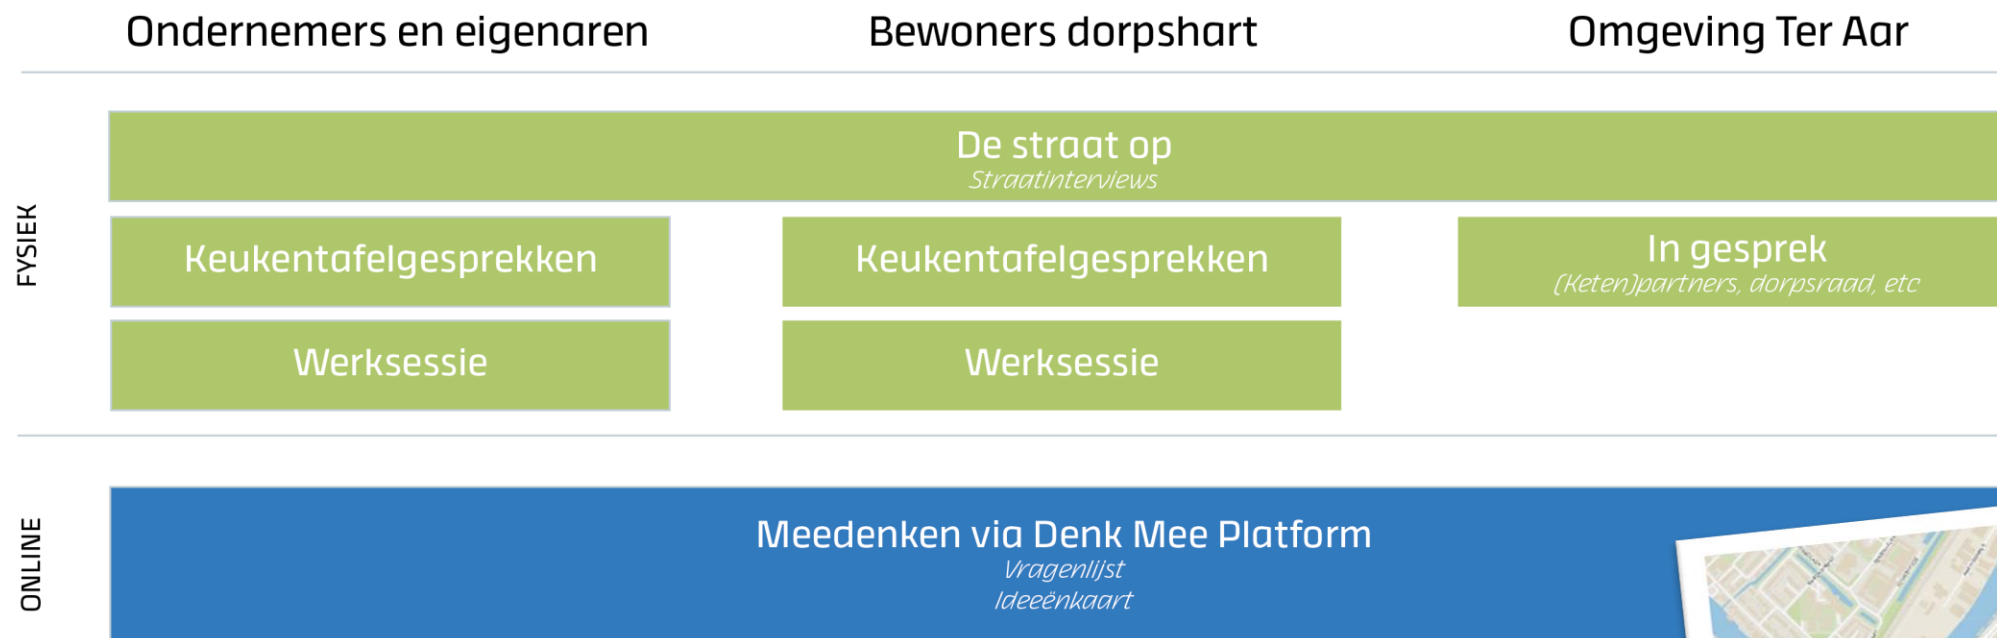 Ondernemers en eigenaren
Bewoners dorpshart
Omgeving Ter Aar
FYSIEK
De straat op
Straatinterviews
Keukentafelgesprekken
Keukentafelgesprekken
In gesprek
(Keten)partners, dorpsraad, etc
Werksessie
Werksessie
ONLINE
Meedenken via Denk Mee Platform
Vragenlijst
Ideeënkaart